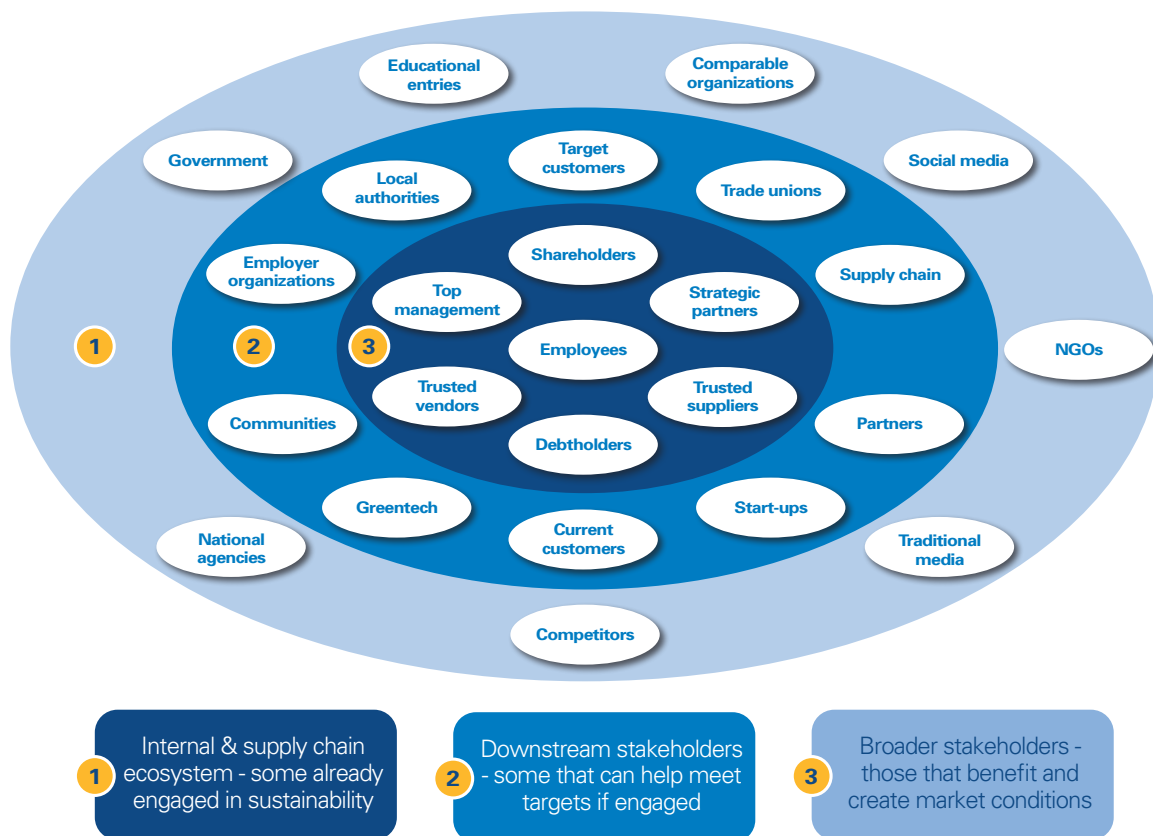 Educational
entries
Comparable
organizations
Government
Target
customers
Social media
Local
authorities
Trade unions
Shareholders
Employer
organizations
Supply chain
Top
management
Strategic
partners
1
2
3
Employees
NGOs
Trusted
vendors
Trusted
suppliers
Communities
Partners
Debtholders
Greentech
Start-ups
Current
customers
National
agencies
Traditional
media
Competitors
1
Internal & supply chain
ecosystem - some already
engaged in sustainability
2
Downstream stakeholders
- some that can help meet
targets if engaged
3
Broader stakeholders -
those that benefit and
create market conditions